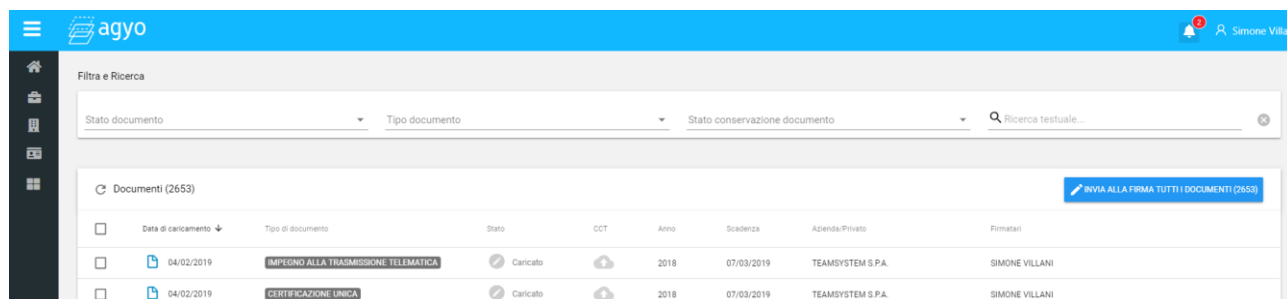 agyo
2
Simone Villa
Filtra e Ricerca
Stato documento Tipo documento Stato conservazione documento Ricerca testuale...
Documenti (2653) INVIA ALLA FIRMA TUTTI I DOCUMENTI (2653)
Data di caricamento Tipo di documento Stato CCT Anno Scadenza Azienda/Privato Firmatari
04/02/2019 IMPEGNO ALLA TRASMISSIONE TELEMATICA Caricato 2018 07/03/2019 TEAMSYSTEM S.P.A. SIMONE VILLANI
04/02/2019 CERTIFICAZIONE UNICA Caricato 2018 07/03/2019 TEAMSYSTEM S.P.A. SIMONE VILLANI